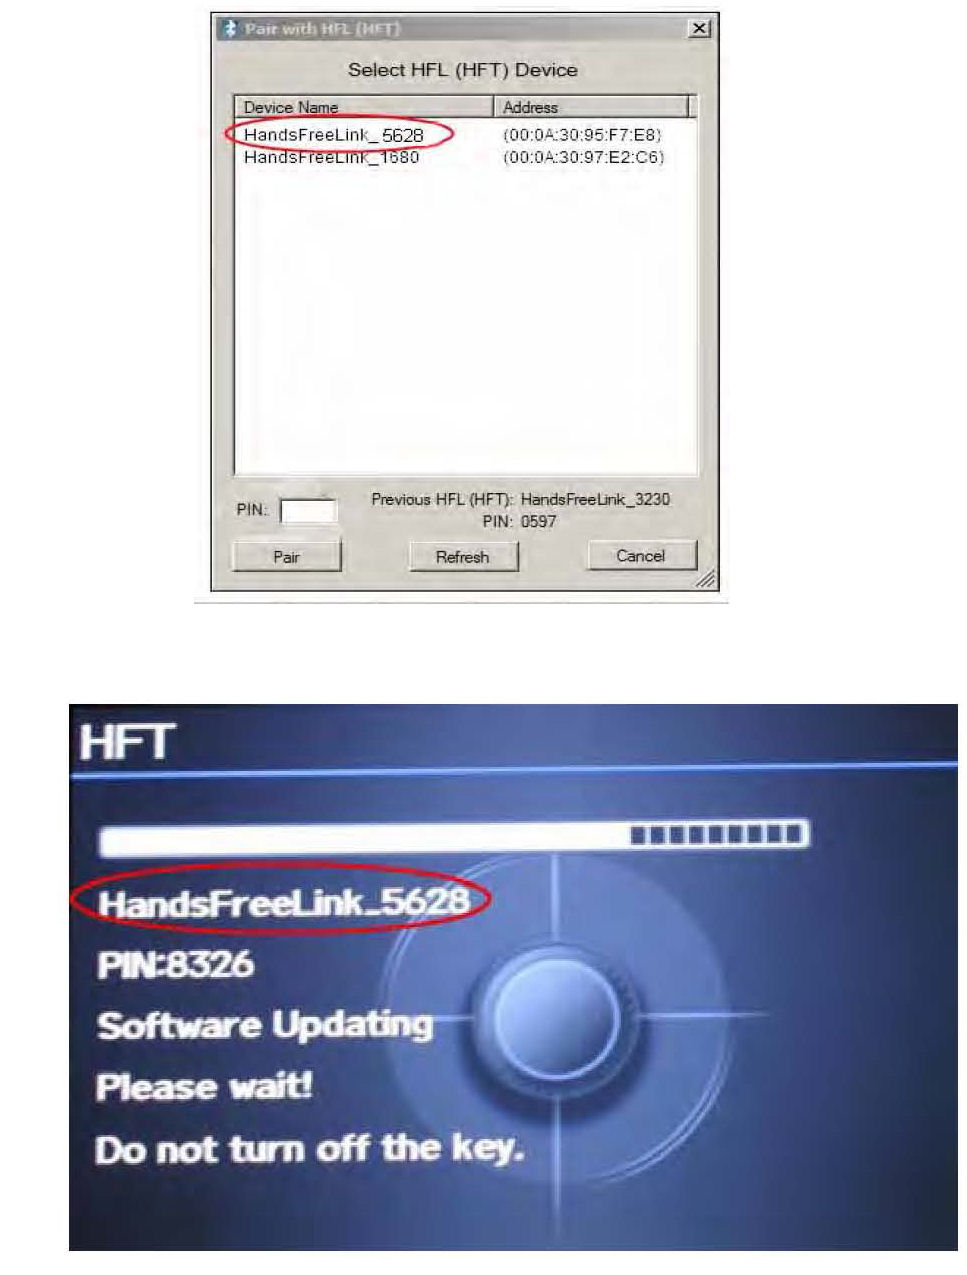 Pair with HFL (HFT)
Select HFL (HFT) Device
Device Name Address
HandsFreeLink_5628 (00:0A:30:95:F7:E8)
HandsFreeLink_1680 (00:0A:30:97:E2:C6)
PIN: Previous HFL (HFT): HandsFreeLink_3230
PIN: 0597
Pair Refresh Cancel
HFT
HandsFreeLink_5628
PIN:8326
Software Updating
Please wait!
Do not turn off the key.